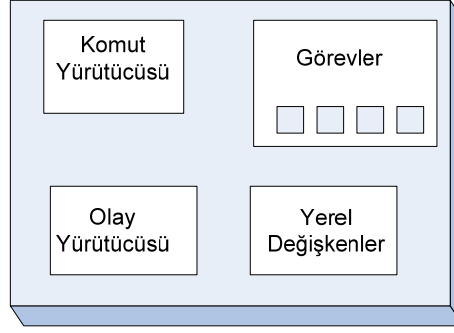 Komut
Yürütücüsü
Görevler
Olay
Yürütücüsü
Yerel
Değişkenler